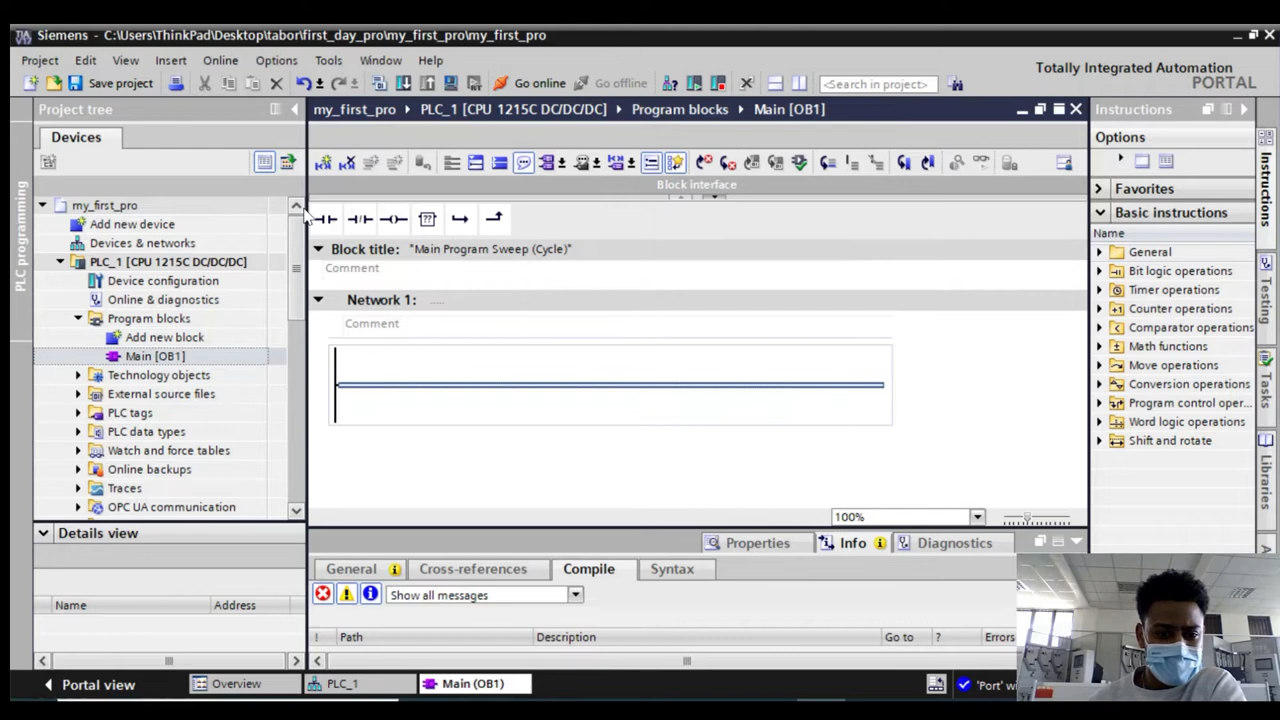 Siemens - C:\Users\ThinkPad\Desktop\tabor\first_day_pro\my_first_pro\my_first_pro
Project Edit View Insert Online Options Tools Window Help
Totally Integrated Automation
PORTAL
Save project
Go online
Go offline
<Search in project>
Project tree
Devices
PLC programming
my_first_pro
Add new device
Devices & networks
PLC_1 [CPU 1215C DC/DC/DC]
Device configuration
Online & diagnostics
Program blocks
Add new block
Main [OB1]
Technology objects
External source files
PLC tags
PLC data types
Watch and force tables
Online backups
Traces
OPC UA communication
Details view
Name Address
my_first_pro PLC_1 [CPU 1215C DC/DC/DC] Program blocks Main [OB1]
Block interface
??
Block title: "Main Program Sweep (Cycle)"
Comment
Network 1: .....
Comment
100%
Properties Info Diagnostics
General Cross-references Compile Syntax
Show all messages
! Path Description Go to ? Errors
Instructions
Options
Favorites
Basic instructions
Name
General
Bit logic operations
Timer operations
Counter operations
Comparator operations
Math functions
Move operations
Conversion operations
Program control oper...
Word logic operations
Shift and rotate
Instructions
Testing
Tasks
Libraries
Portal view
Overview
PLC_1
Main (OB1)
'Port' wi